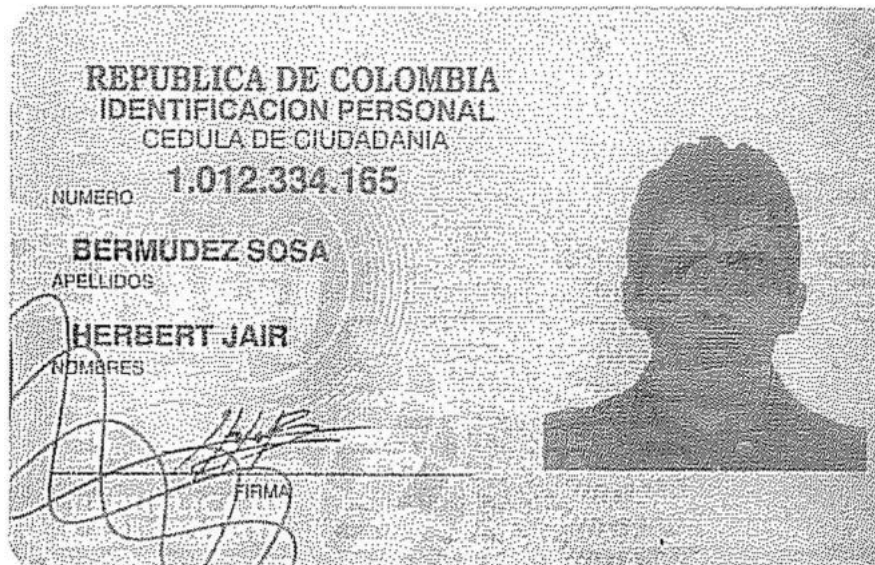 REPUBLICA DE COLOMBIA
IDENTIFICACION PERSONAL
CEDULA DE CIUDADANIA
NUMERO 1.012.334.165
BERMUDEZ SOSA
APELLIDOS
HERBERT JAIR
NOMBRES
FIRMA